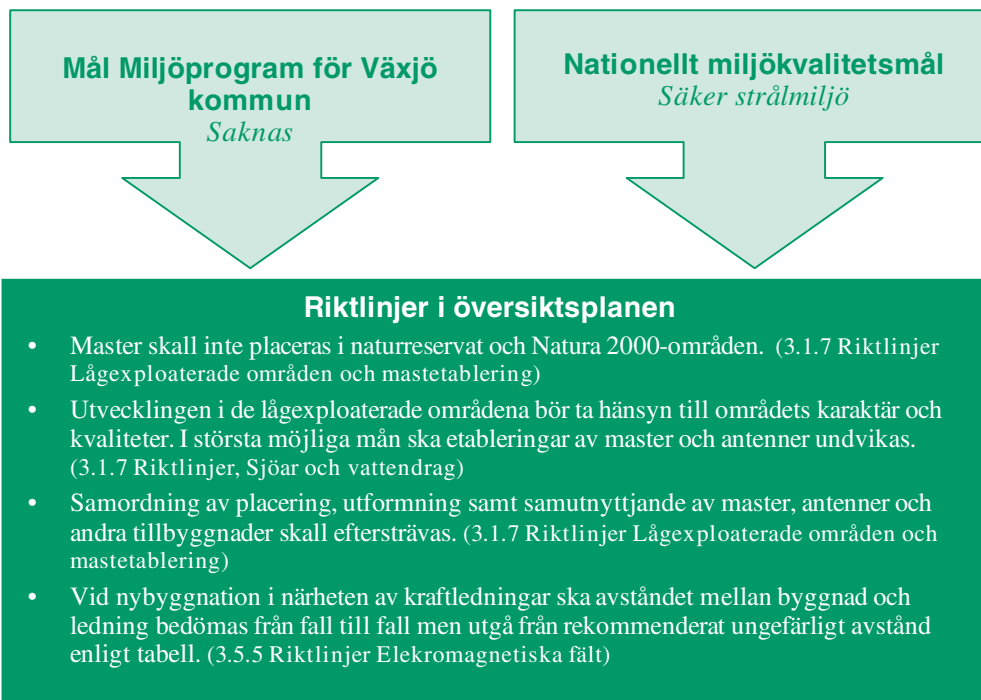 Mål Miljöprogram för Växjö
kommun
Saknas
Nationellt miljökvalitetsmål
Säker strålmiljö
Riktlinjer i översiktsplanen
• Master skall inte placeras i naturreservat och Natura 2000-områden. (3.1.7 Riktlinjer
Lågexploaterade områden och mastetablering)
• Utvecklingen i de lågexploaterade områdena bör ta hänsyn till områdets karaktär och
kvaliteter. I största möjliga mån ska etableringar av master och antenner undvikas.
(3.1.7 Riktlinjer, Sjöar och vattendrag)
• Samordning av placering, utformning samt samutnyttjande av master, antenner och
andra tillbyggnader skall eftersträvas. (3.1.7 Riktlinjer Lågexploaterade områden och
mastetablering)
• Vid nybyggnation i närheten av kraftledningar ska avståndet mellan byggnad och
ledning bedömas från fall till fall men utgå från rekommenderat ungefärligt avstånd
enligt tabell. (3.5.5 Riktlinjer Elekromagnetiska fält)